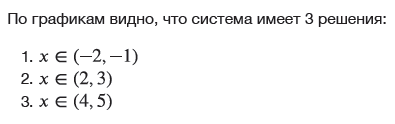 По графикам видно, что система имеет 3 решения:
1. x ∈ (−2, −1)
2. x ∈ (2, 3)
3. x ∈ (4, 5)